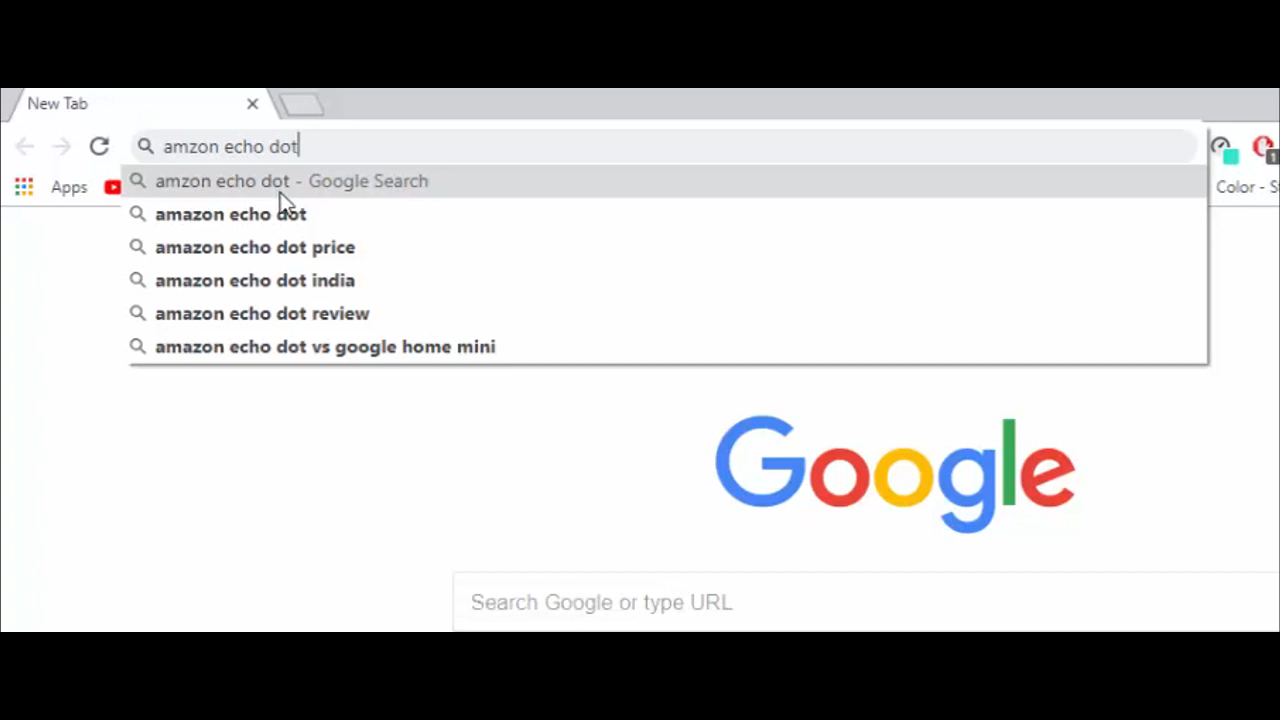 New Tab
amzon echo dot
Apps
Color - S
amzon echo dot - Google Search
amazon echo dot
amazon echo dot price
amazon echo dot india
amazon echo dot review
amazon echo dot vs google home mini
Google
Search Google or type URL